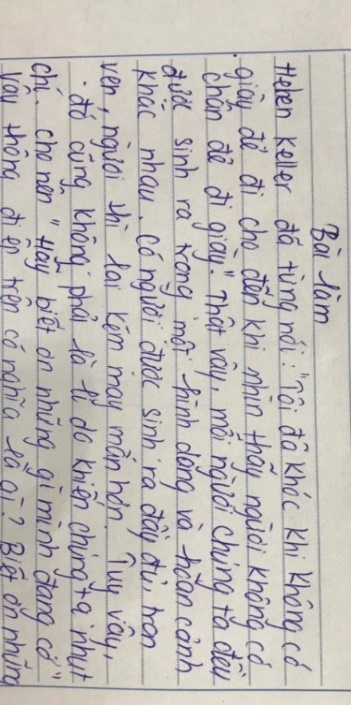 Bài làm
Helen Keller đã từng nói: "Tôi đã khóc khi không có
giày để đi cho đến khi nhìn thấy người không có
chân để đi giày." Thật vậy, mỗi người chúng ta đều
được sinh ra trong một hình dáng và hoàn cảnh
khác nhau. Có người được sinh ra đầy đủ, tròn
vẹn, người thì lại kém may mắn hơn. Tuy vậy,
đó cũng không phải là lí do khiến chúng ta nhụt
chí. Cho nên "Hãy biết ơn những gì mình đang có"
Vậy thông điệp trên có nghĩa là gì? Biết ơn những